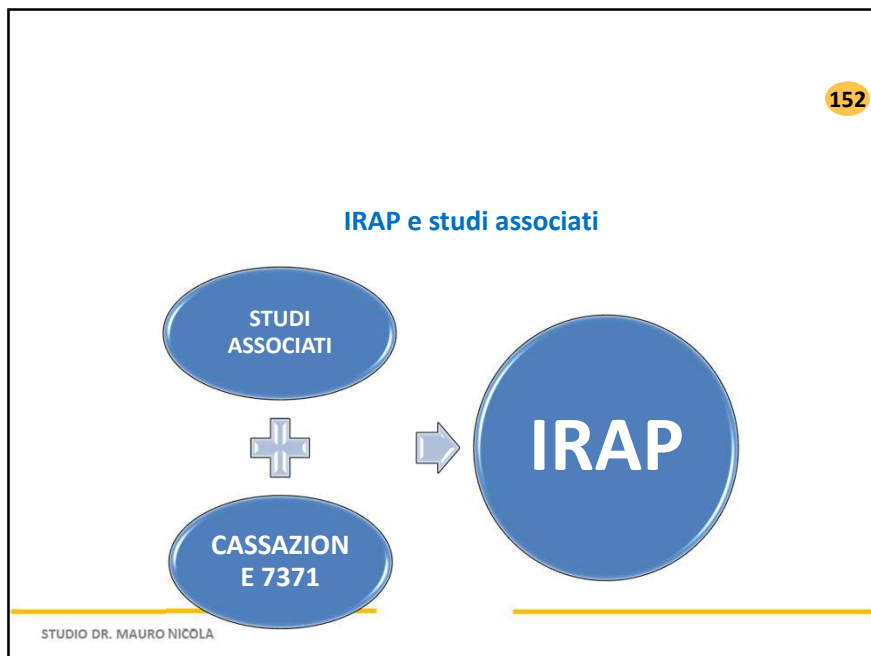 152
IRAP e studi associati
STUDI
ASSOCIATI
IRAP
CASSAZION
E 7371
STUDIO DR. MAURO NICOLA